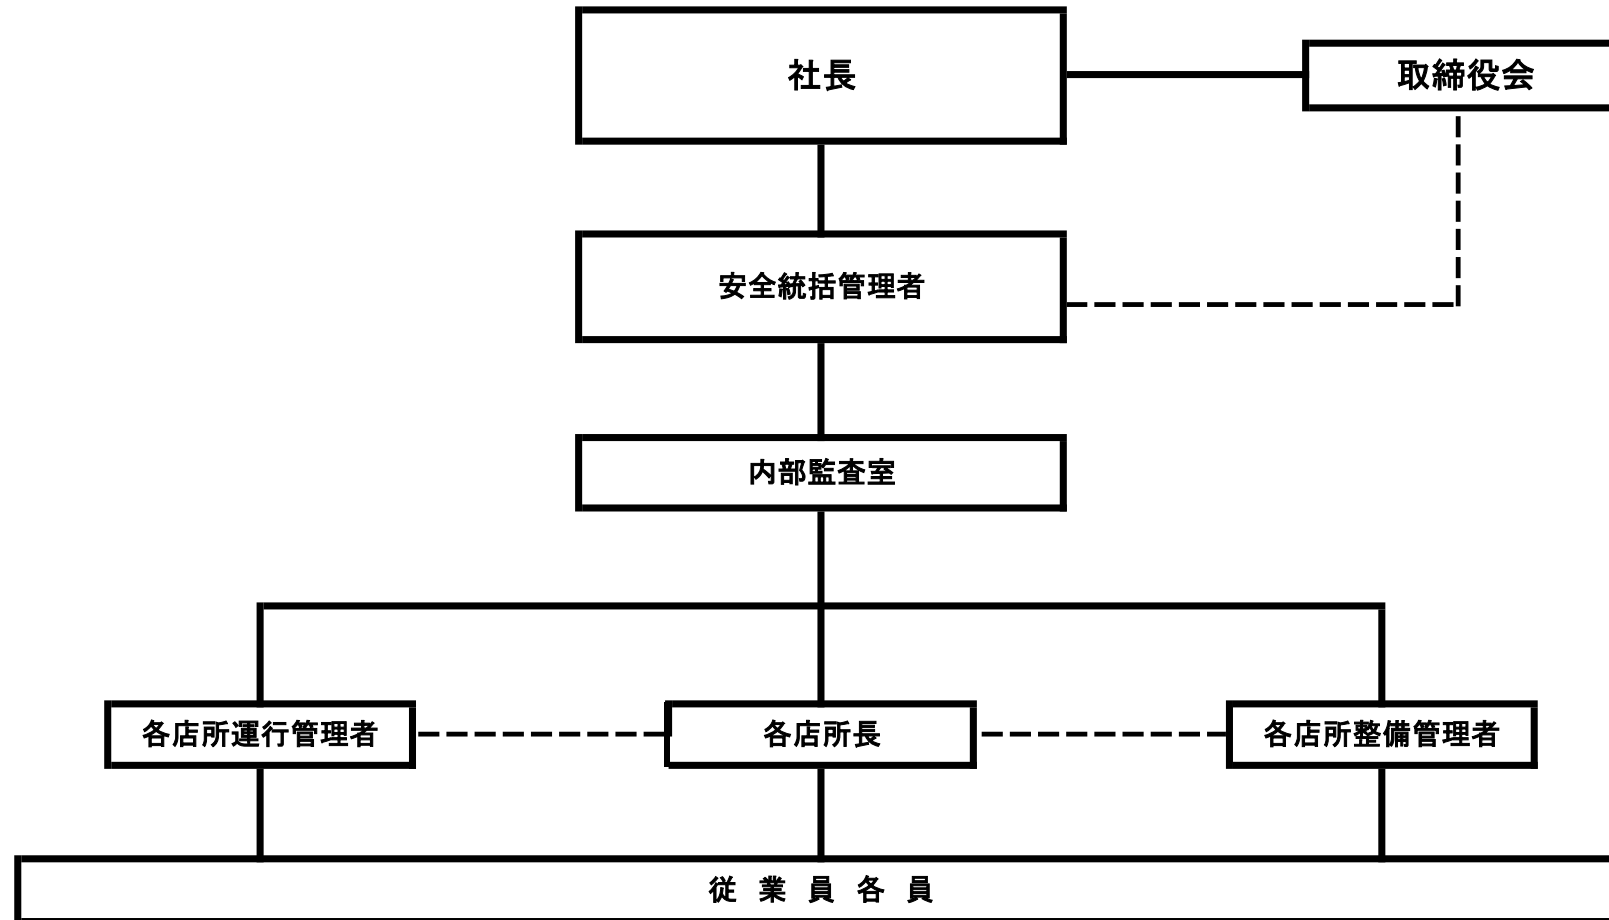 社長
取締役会
安全統括管理者
内部監査室
各店所運行管理者
各店所長
各店所整備管理者
従 業 員 各 員